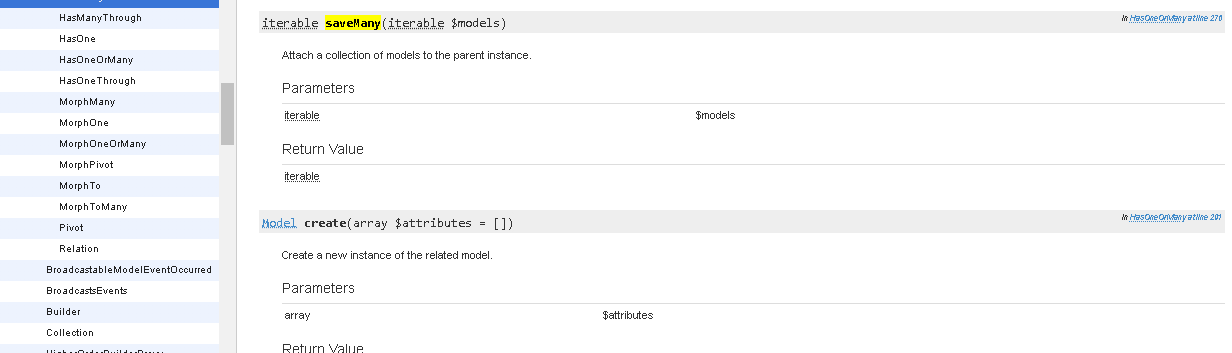 HasManyThrough
HasOne
HasOneOrMany
HasOneThrough
MorphMany
MorphOne
MorphOneOrMany
MorphPivot
MorphTo
MorphToMany
Pivot
Relation
BroadcastableModelEventOccurred
BroadcastsEvents
Builder
Collection
iterable saveMany(iterable $models)
in HasOneOrMany at line 270
Attach a collection of models to the parent instance.
Parameters
iterable $models
Return Value
iterable
Model create(array $attributes = [])
in HasOneOrMany at line 291
Create a new instance of the related model.
Parameters
array $attributes
Return Value